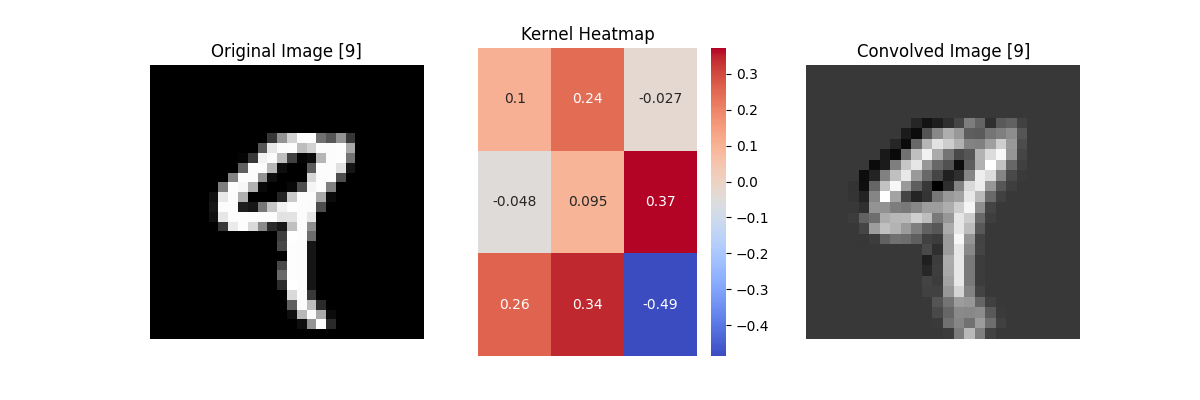 Original Image [9]
Kernel Heatmap
Convolved Image [9]
0.1 0.24 -0.027
-0.048 0.095 0.37
0.26 0.34 -0.49
0.3
0.2
0.1
0.0
−0.1
−0.2
−0.3
−0.4